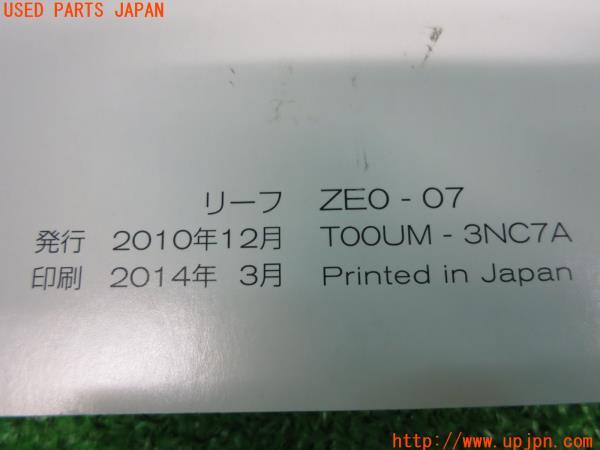 USED PARTS JAPAN
リーフ ZE0 - 07
発行 2010年12月 T00UM - 3NC7A
印刷 2014年 3月 Printed in Japan
http://www.upjpn.com/